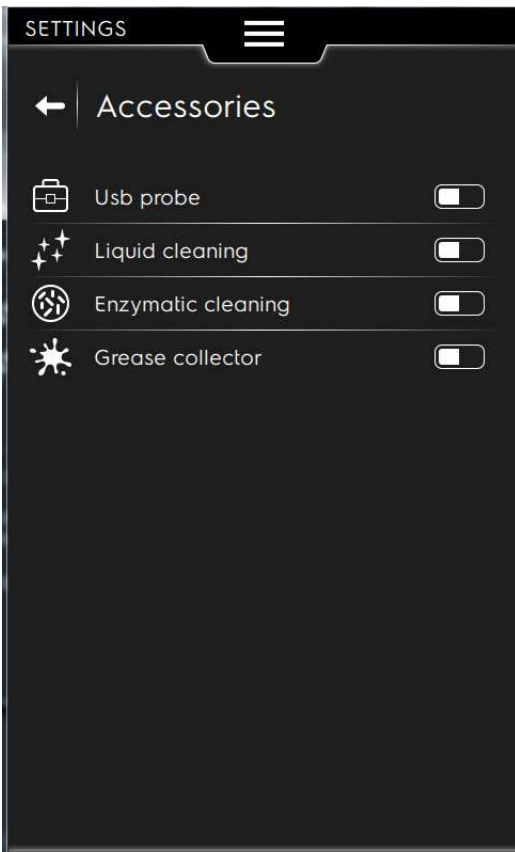 SETTINGS
Accessories
Usb probe
Liquid cleaning
Enzymatic cleaning
Grease collector